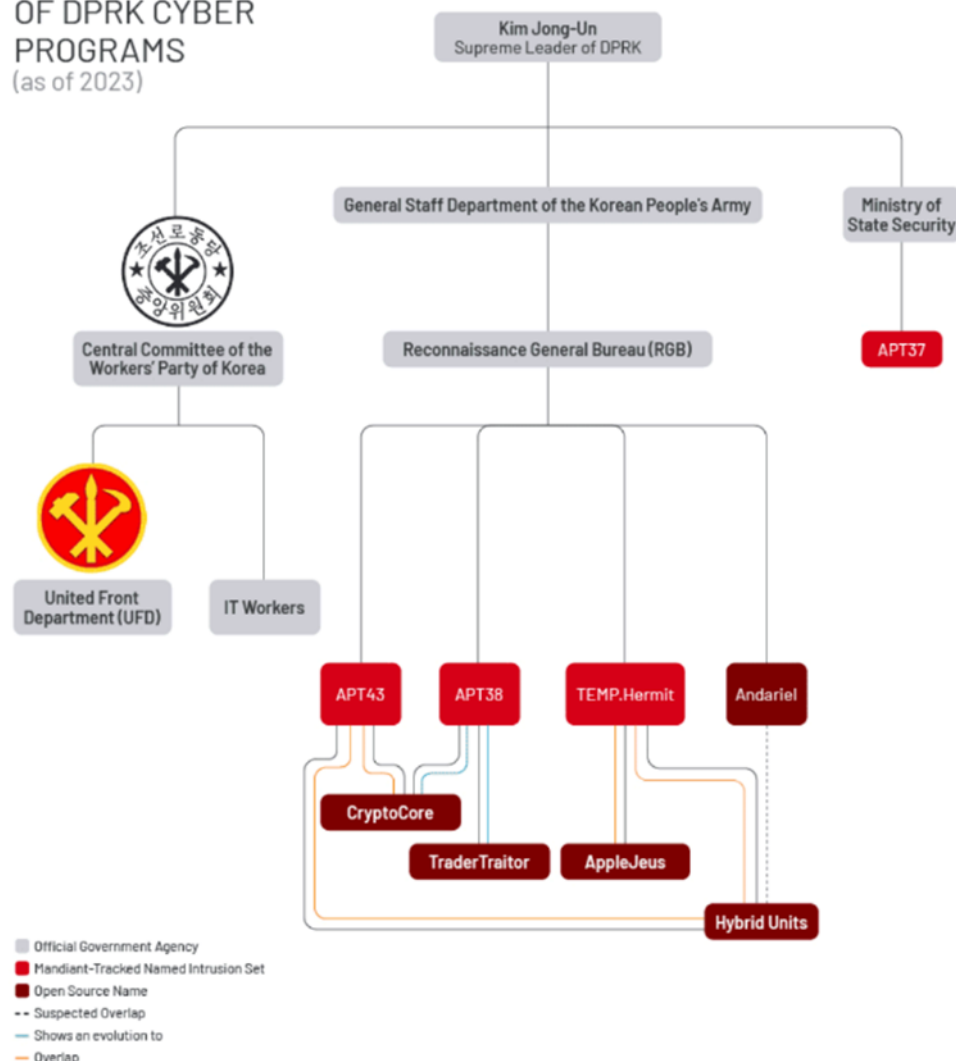 OF DPRK CYBER
PROGRAMS
(as of 2023)
Kim Jong-Un
Supreme Leader of DPRK
General Staff Department of the Korean People's Army
Ministry of
State Security
조선로동당
중앙위원회
Central Committee of the
Workers' Party of Korea
Reconnaissance General Bureau (RGB)
APT37
United Front
Department (UFD)
IT Workers
APT43
APT38
TEMP.Hermit
Andariel
CryptoCore
TraderTraitor
AppleJeus
Hybrid Units
Official Government Agency
Mandiant-Tracked Named Intrusion Set
Open Source Name
Suspected Overlap
Shows an evolution to
Overlap